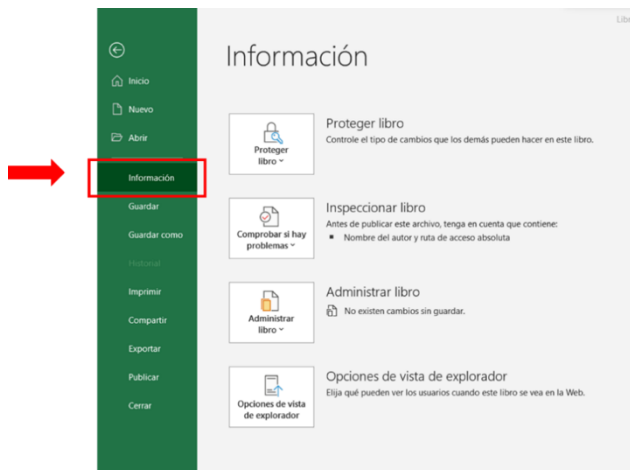 Libr
Información
Inicio
Nuevo
Abrir
Información
Guardar
Guardar como
Historial
Imprimir
Compartir
Exportar
Publicar
Cerrar
Proteger
libro
Proteger libro
Controle el tipo de cambios que los demás pueden hacer en este libro.
Comprobar si hay
problemas
Inspeccionar libro
Antes de publicar este archivo, tenga en cuenta que contiene:
Nombre del autor y ruta de acceso absoluta
Administrar
libro
Administrar libro
No existen cambios sin guardar.
Opciones de vista
de explorador
Opciones de vista de explorador
Elija qué pueden ver los usuarios cuando este libro se vea en la Web.